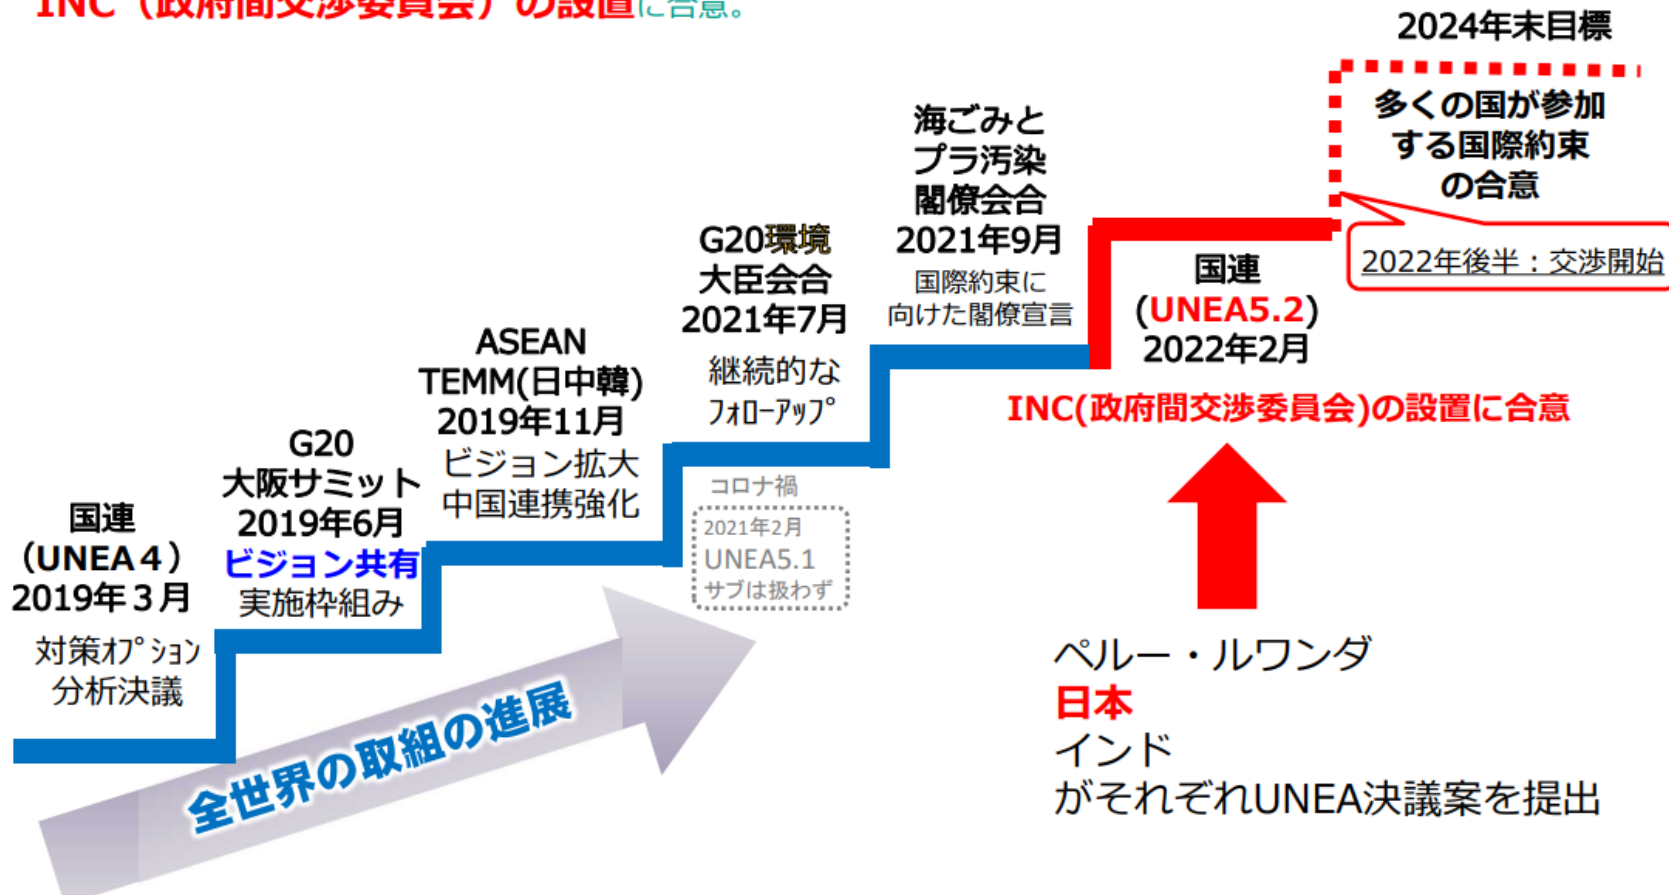 INC（政府間交渉委員会）の設置に合意。
2024年末目標
多くの国が参加
する国際約束
の合意
2022年後半：交渉開始
海ごみと
プラ汚染
閣僚会合
2021年9月
国際約束に
向けた閣僚宣言
国連
(UNEA5.2)
2022年2月
INC(政府間交渉委員会)の設置に合意
G20環境
大臣会合
2021年7月
継続的な
ﾌｫﾛｰｱｯﾌﾟ
コロナ禍
2021年2月
UNEA5.1
サブは扱わず
ASEAN
TEMM(日中韓)
2019年11月
ビジョン拡大
中国連携強化
G20
大阪サミット
2019年6月
ビジョン共有
実施枠組み
国連
（UNEA４）
2019年３月
対策ｵﾌﾟｼｮﾝ
分析決議
全世界の取組の進展
ペルー・ルワンダ
日本
インド
がそれぞれUNEA決議案を提出